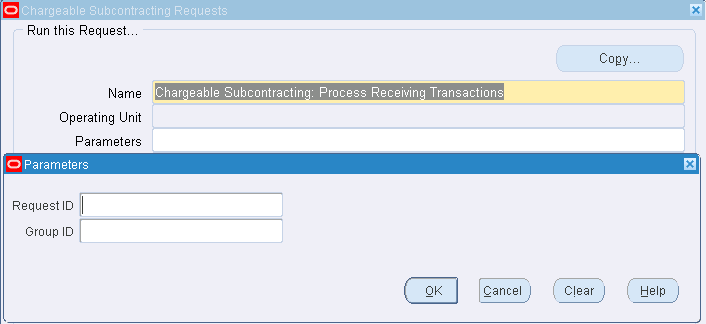 Chargeable Subcontracting Requests
Run this Request...
Copy...
Name Chargeable Subcontracting: Process Receiving Transactions
Operating Unit
Parameters
Parameters
Request ID
Group ID
OK Cancel Clear Help